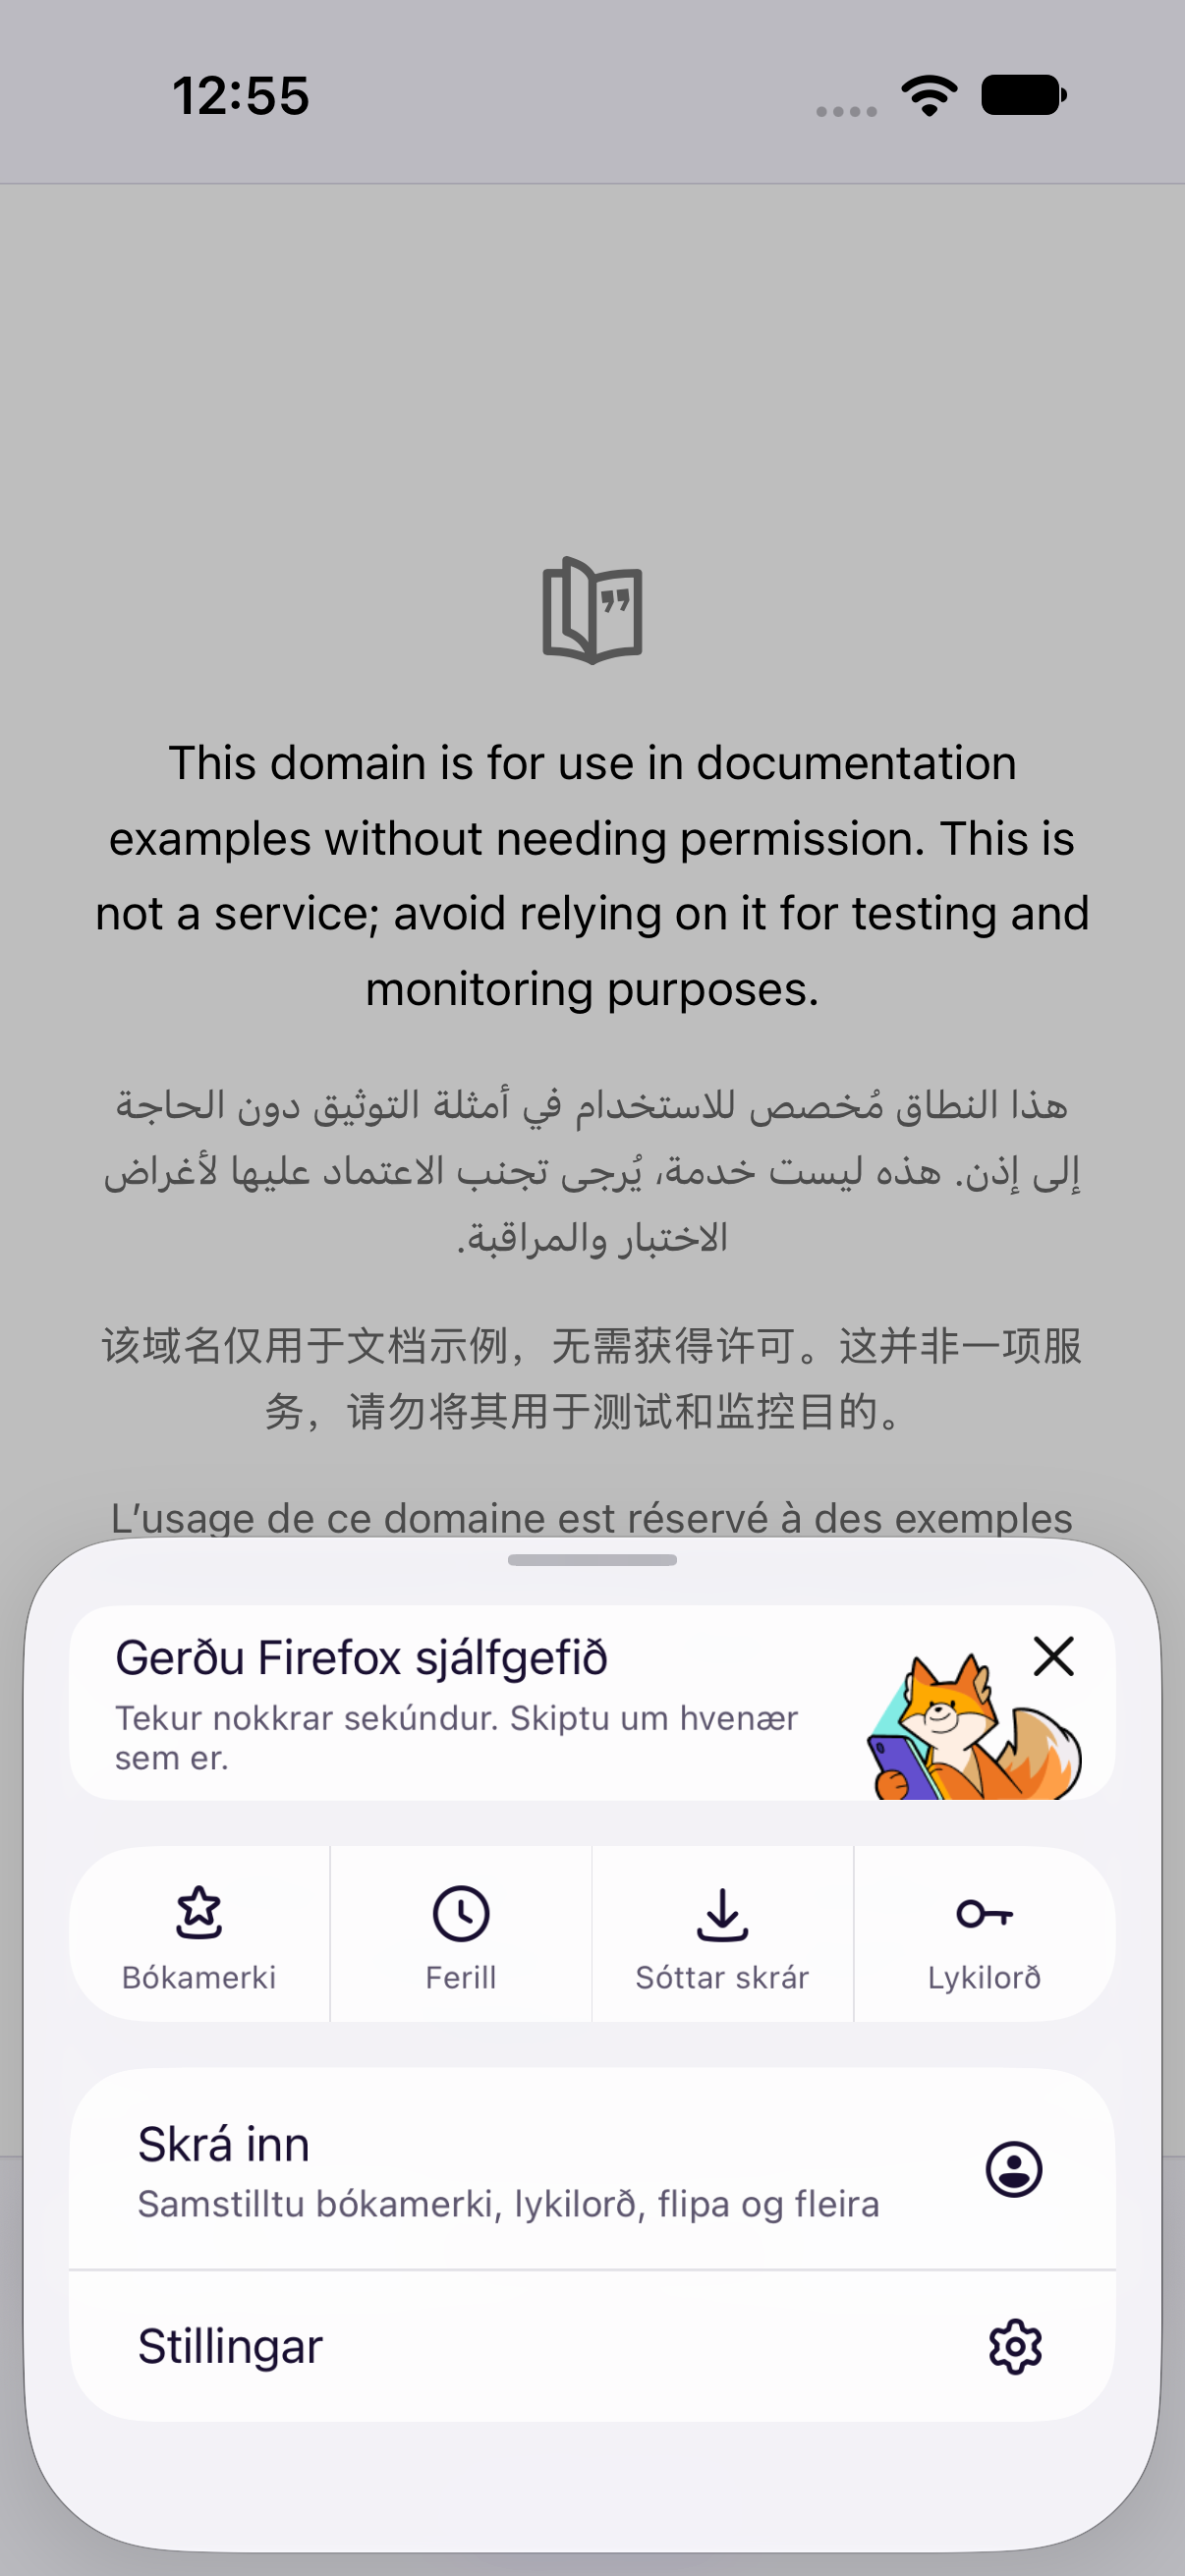 12:55
This domain is for use in documentation
examples without needing permission. This is
not a service; avoid relying on it for testing and
monitoring purposes.
هذا النطاق مُخصص للاستخدام في أمثلة التوثيق دون الحاجة
إلى إذن. هذه ليست خدمة، يُرجى تجنب الاعتماد عليها لأغراض
الاختبار والمراقبة.
该域名仅用于文档示例，无需获得许可。这并非一项服
务，请勿将其用于测试和监控目的。
L’usage de ce domaine est réservé à des exemples
Gerðu Firefox sjálfgefið
Tekur nokkrar sekúndur. Skiptu um hvenær
sem er.
Bókamerki
Ferill
Sóttar skrár
Lykilorð
Skrá inn
Samstilltu bókamerki, lykilorð, flipa og fleira
Stillingar